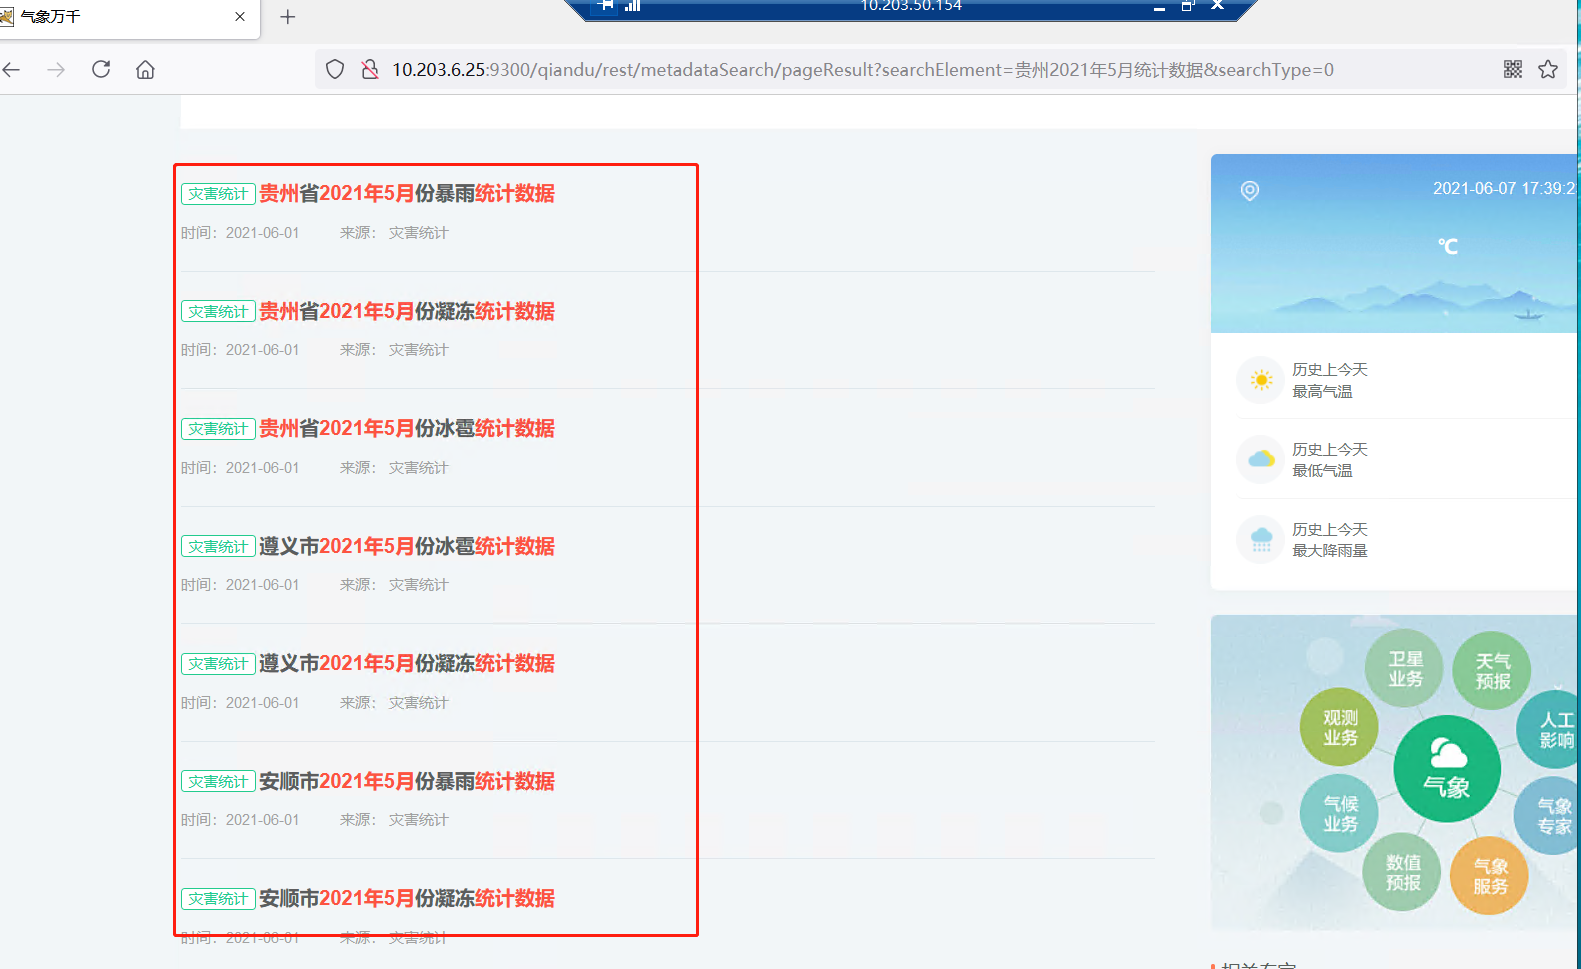 气象万千
10.203.50.154
10.203.6.25:9300/qiandu/rest/metadataSearch/pageResult?searchElement=贵州2021年5月统计数据&searchType=0
灾害统计 贵州省2021年5月份暴雨统计数据
时间：2021-06-01 来源： 灾害统计
灾害统计 贵州省2021年5月份凝冻统计数据
时间：2021-06-01 来源： 灾害统计
灾害统计 贵州省2021年5月份冰雹统计数据
时间：2021-06-01 来源： 灾害统计
灾害统计 遵义市2021年5月份冰雹统计数据
时间：2021-06-01 来源： 灾害统计
灾害统计 遵义市2021年5月份凝冻统计数据
时间：2021-06-01 来源： 灾害统计
灾害统计 安顺市2021年5月份暴雨统计数据
时间：2021-06-01 来源： 灾害统计
灾害统计 安顺市2021年5月份凝冻统计数据
时间：2021-06-01 来源： 灾害统计
2021-06-07 17:39:2
℃
历史上今天
最高气温
历史上今天
最低气温
历史上今天
最大降雨量
卫星
业务
天气
预报
观测
业务
人工
影响
气象
气候
业务
气象
专家
数值
预报
气象
服务
相关专家